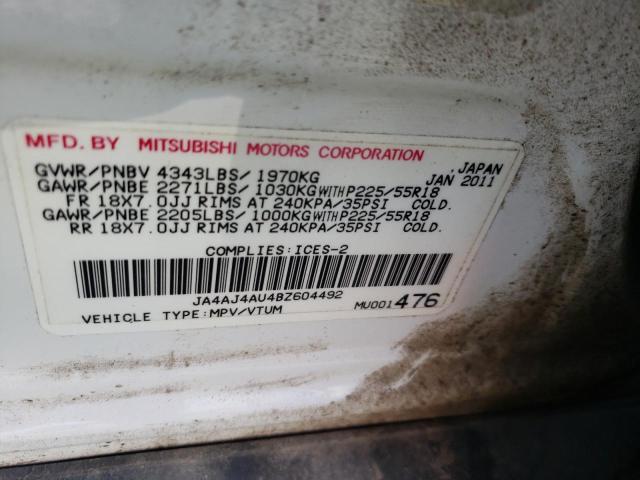 MFD. BY MITSUBISHI MOTORS CORPORATION
GVWR/PNBV 4343LBS/1970KG JAPAN
GAWR/PNBE 2271LBS/1030KG WITH P225/55R18 JAN 2011
FR 18X7.0JJ RIMS AT 240KPA/35PSI COLD.
GAWR/PNBE 2205LBS/1000KG WITH P225/55R18
RR 18X7.0JJ RIMS AT 240KPA/35PSI COLD.
COMPLIES:ICES-2
JA4AJ4AU4BZ604492
VEHICLE TYPE:MPV/VTUM MU001476